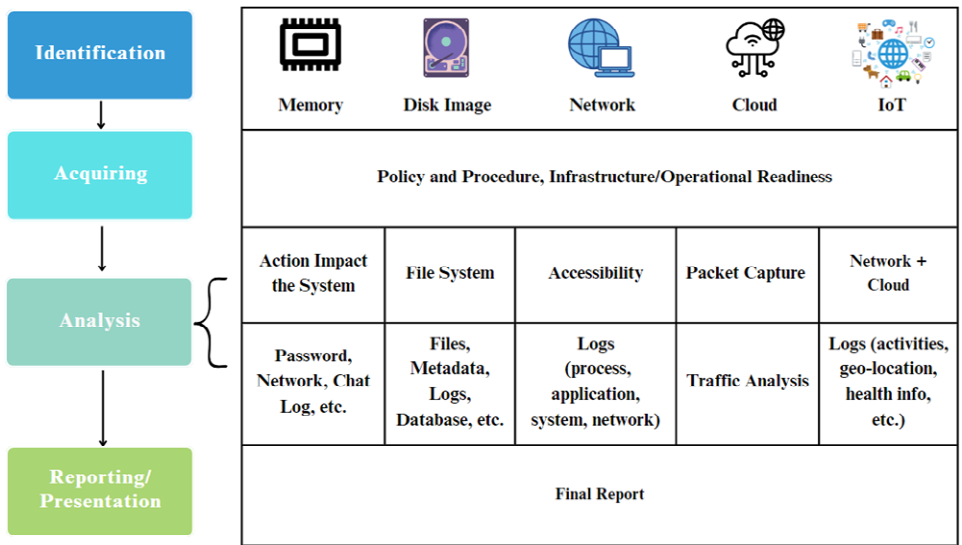 Identification
Memory
Disk Image
Network
Cloud
IoT
Acquiring
Policy and Procedure, Infrastructure/Operational Readiness
Analysis
Action Impact
the System
File System
Accessibility
Packet Capture
Network +
Cloud
Password,
Network, Chat
Log, etc.
Files,
Metadata,
Logs,
Database, etc.
Logs
(process,
application,
system, network)
Traffic Analysis
Logs (activities,
geo-location,
health info,
etc.)
Reporting/
Presentation
Final Report